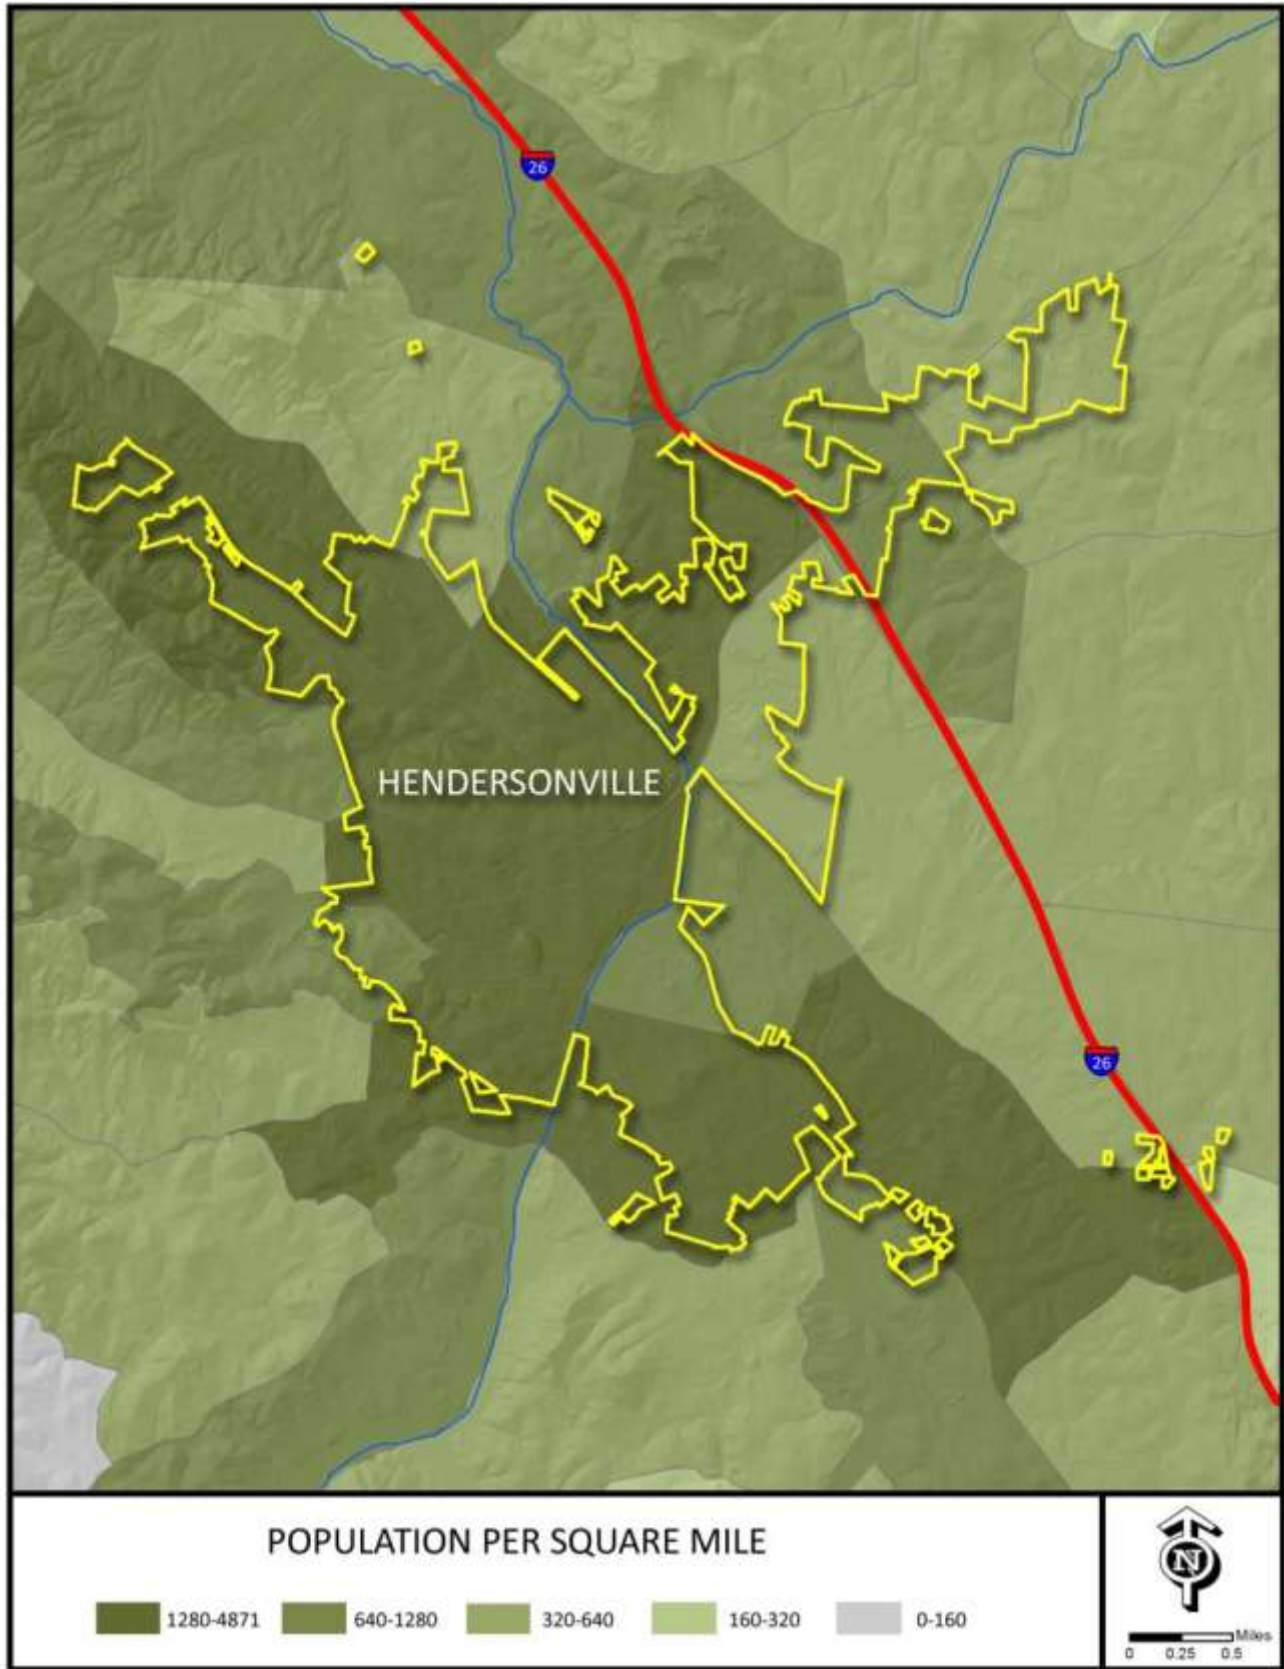 26
HENDERSONVILLE
26
POPULATION PER SQUARE MILE
1280-4871 640-1280 320-640 160-320 0-160
N
Miles
0 0.25 0.5